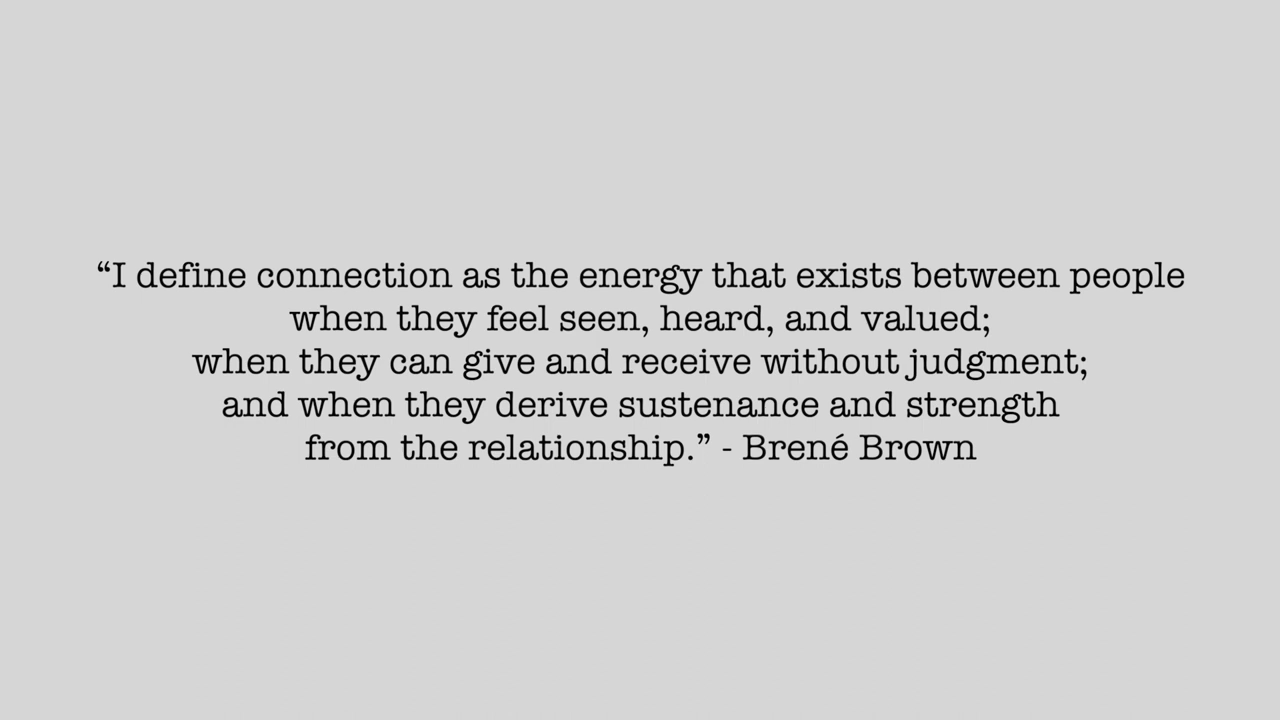 “I define connection as the energy that exists between people
when they feel seen, heard, and valued;
when they can give and receive without judgment;
and when they derive sustenance and strength
from the relationship.” - Brené Brown